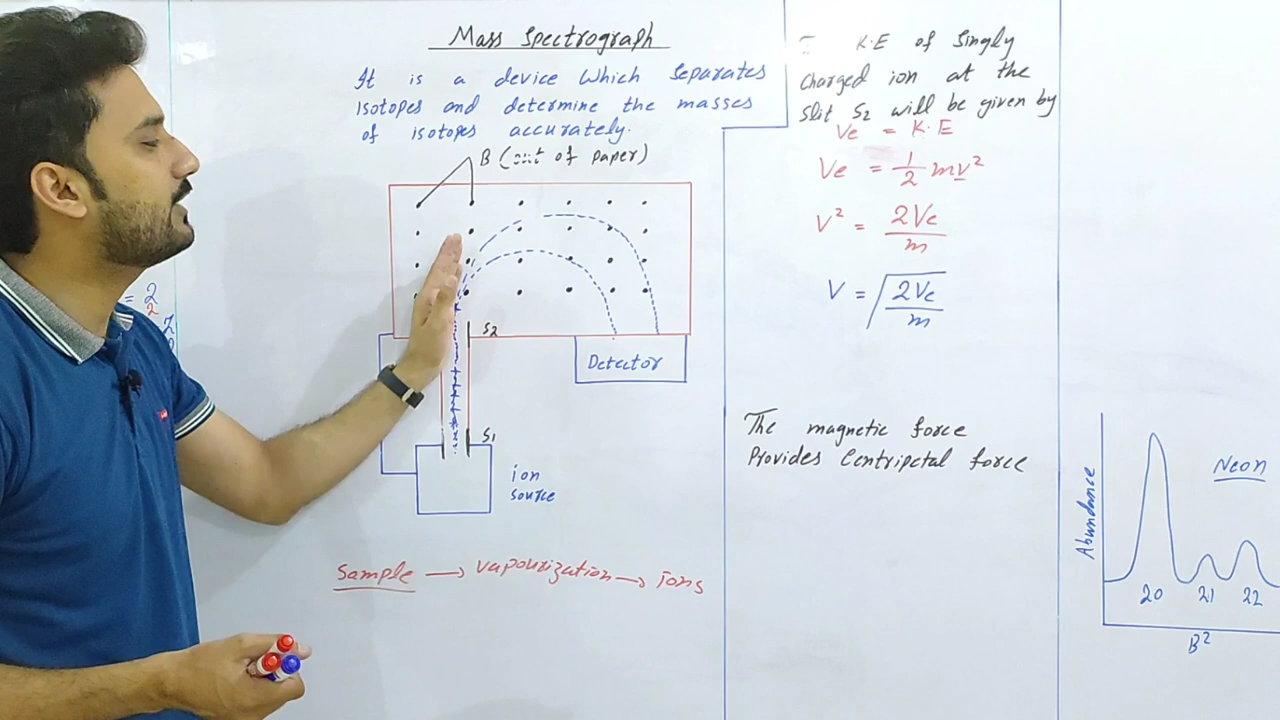 Mass Spectrograph
It is a device which separates
isotopes and determine the masses
of isotopes accurately.
B (out of paper)
S2
Detector
S1
ion
source
Sample → vapourization → ions
K.E of Singly
charged ion at the
slit S2 will be given by
Ve = K.E
Ve = 1/2 mv²
V² = 2Ve/m
V = √2Ve/m
The magnetic force
Provides Centripetal force
Abundance
Neon
20 21 22
B²
= 2
2